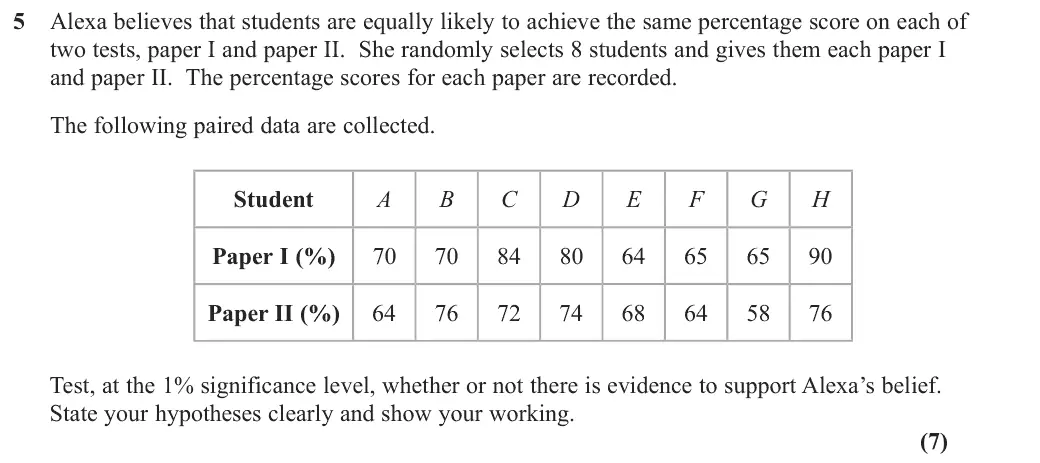 5 Alexa believes that students are equally likely to achieve the same percentage score on each of
two tests, paper I and paper II. She randomly selects 8 students and gives them each paper I
and paper II. The percentage scores for each paper are recorded.
The following paired data are collected.
Student A B C D E F G H
Paper I (%) 70 70 84 80 64 65 65 90
Paper II (%) 64 76 72 74 68 64 58 76
Test, at the 1% significance level, whether or not there is evidence to support Alexa's belief.
State your hypotheses clearly and show your working.
(7)